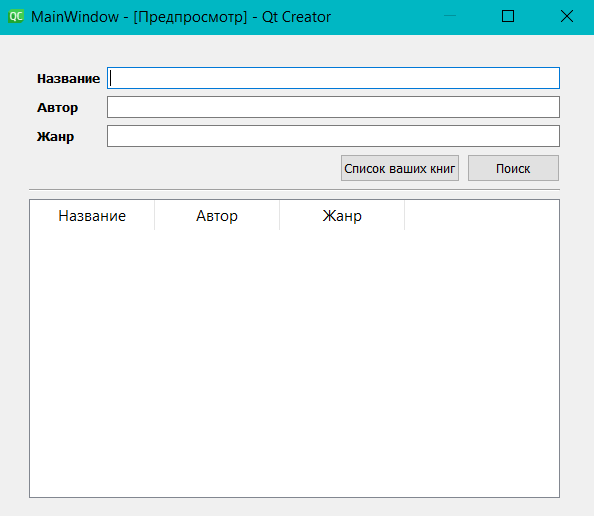 QC MainWindow - [Предпросмотр] - Qt Creator
Название
Автор
Жанр
Список ваших книг Поиск
Название Автор Жанр